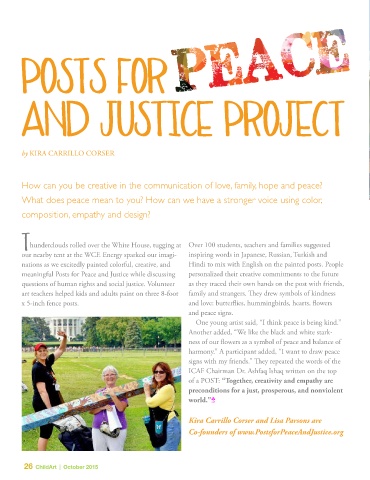 POSTS FOR PEACE
AND JUSTICE PROJECT
by KIRA CARRILLO CORSER
How can you be creative in the communication of love, family, hope and peace?
What does peace mean to you? How can we have a stronger voice using color,
composition, empathy and design?
Thunderclouds rolled over the White House, tugging at
our nearby tent at the WCF. Energy sparked our imagi-
nations as we excitedly painted colorful, creative, and
meaningful Posts for Peace and Justice while discussing
questions of human rights and social justice. Volunteer
art teachers helped kids and adults paint on three 8-foot
x 5-inch fence posts.
Over 100 students, teachers and families suggested
inspiring words in Japanese, Russian, Turkish and
Hindi to mix with English on the painted posts. People
personalized their creative commitments to the future
as they traced their own hands on the post with friends,
family and strangers. They drew symbols of kindness
and love: butterflies, hummingbirds, hearts, flowers
and peace signs.
One young artist said, "I think peace is being kind."
Another added, "We like the black and white stark-
ness of our flowers as a symbol of peace and balance of
harmony." A participant added, "I want to draw peace
signs with my friends." They repeated the words of the
ICAF Chairman Dr. Ashfaq Ishaq written on the top
of a POST: "Together, creativity and empathy are
preconditions for a just, prosperous, and nonviolent
world."
Kira Carrillo Corser and Lisa Parsons are
Co-founders of www.PostsforPeaceAndJustice.org
26 ChildArt | October 2015